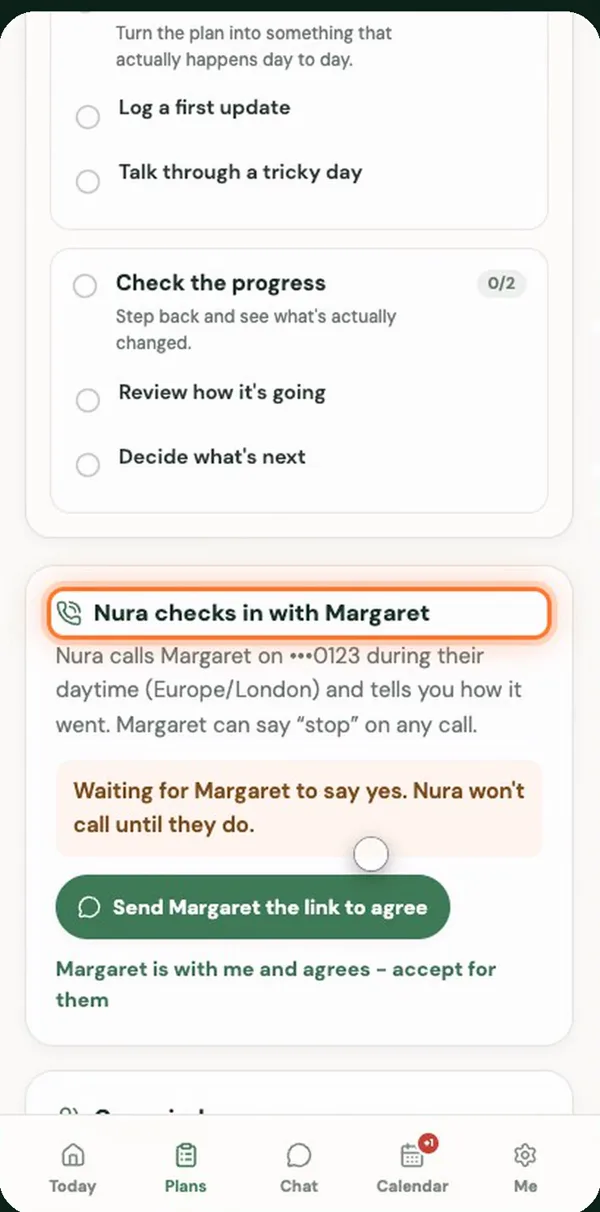 Turn the plan into something that
actually happens day to day.
Log a first update
Talk through a tricky day
Check the progress
0/2
Step back and see what's actually
changed.
Review how it's going
Decide what's next
Nura checks in with Margaret
Nura calls Margaret on •••0123 during their
daytime (Europe/London) and tells you how it
went. Margaret can say “stop” on any call.
Waiting for Margaret to say yes. Nura won't
call until they do.
Send Margaret the link to agree
Margaret is with me and agrees – accept for
them
+1
Today
Plans
Chat
Calendar
Me